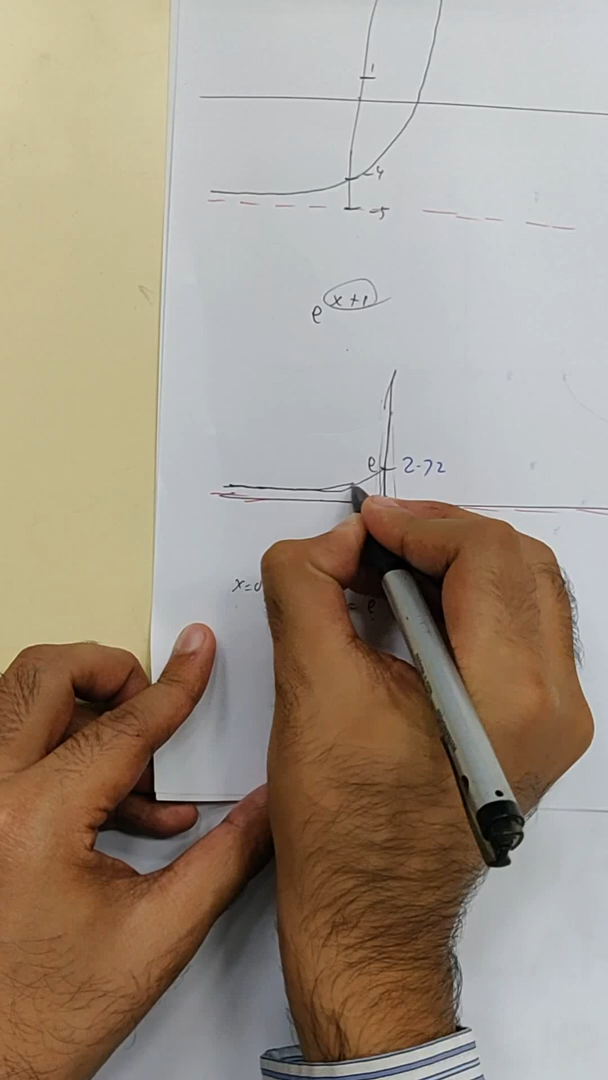 1
-4
-5
e^{x+1}
e 2.72
x=0 = e